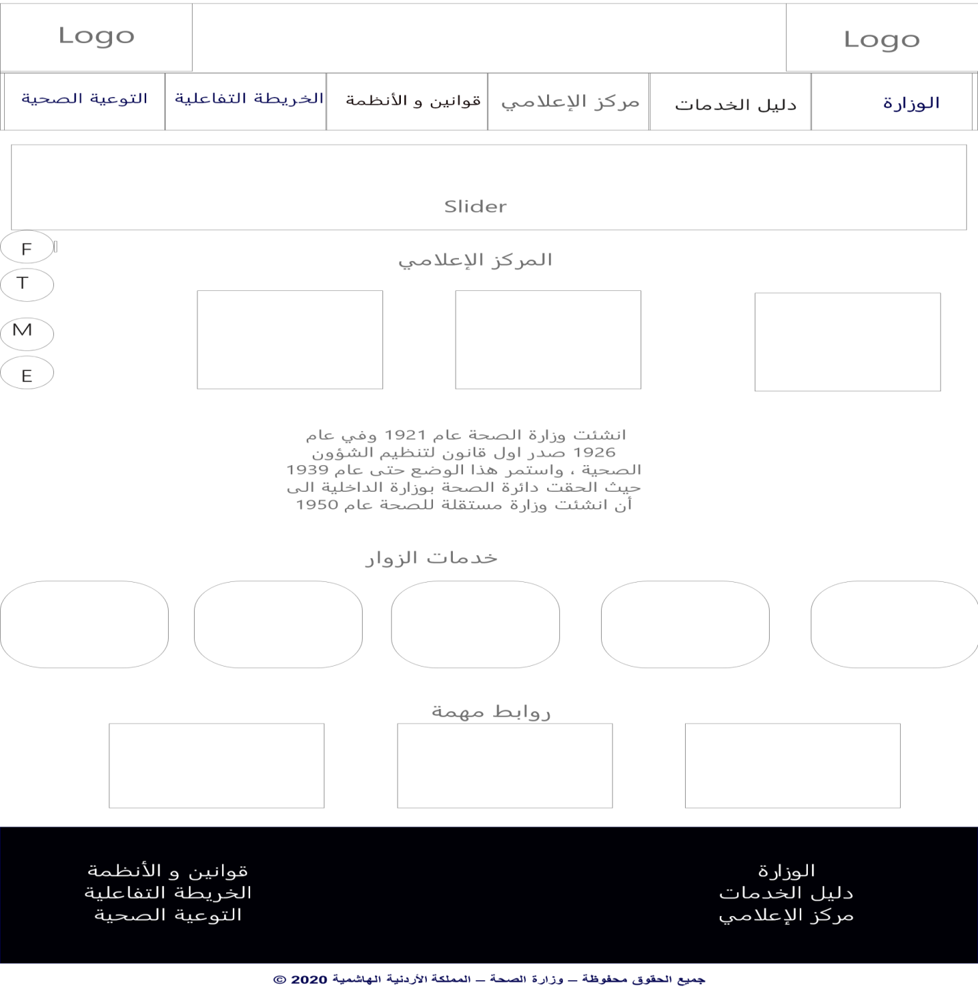 Logo
Logo
الوزارة
دليل الخدمات
مركز الإعلامي
قوانين و الأنظمة
الخريطة التفاعلية
التوعية الصحية
Slider
F
T
M
E
المركز الإعلامي
انشئت وزارة الصحة عام 1921 وفي عام
1926 صدر اول قانون لتنظيم الشؤون
الصحية ، واستمر هذا الوضع حتى عام 1939
حيث الحقت دائرة الصحة بوزارة الداخلية الى
أن انشئت وزارة مستقلة للصحة عام 1950
خدمات الزوار
روابط مهمة
الوزارة
دليل الخدمات
مركز الإعلامي
قوانين و الأنظمة
الخريطة التفاعلية
التوعية الصحية
جميع الحقوق محفوظة – وزارة الصحة – المملكة الأردنية الهاشمية 2020 ©